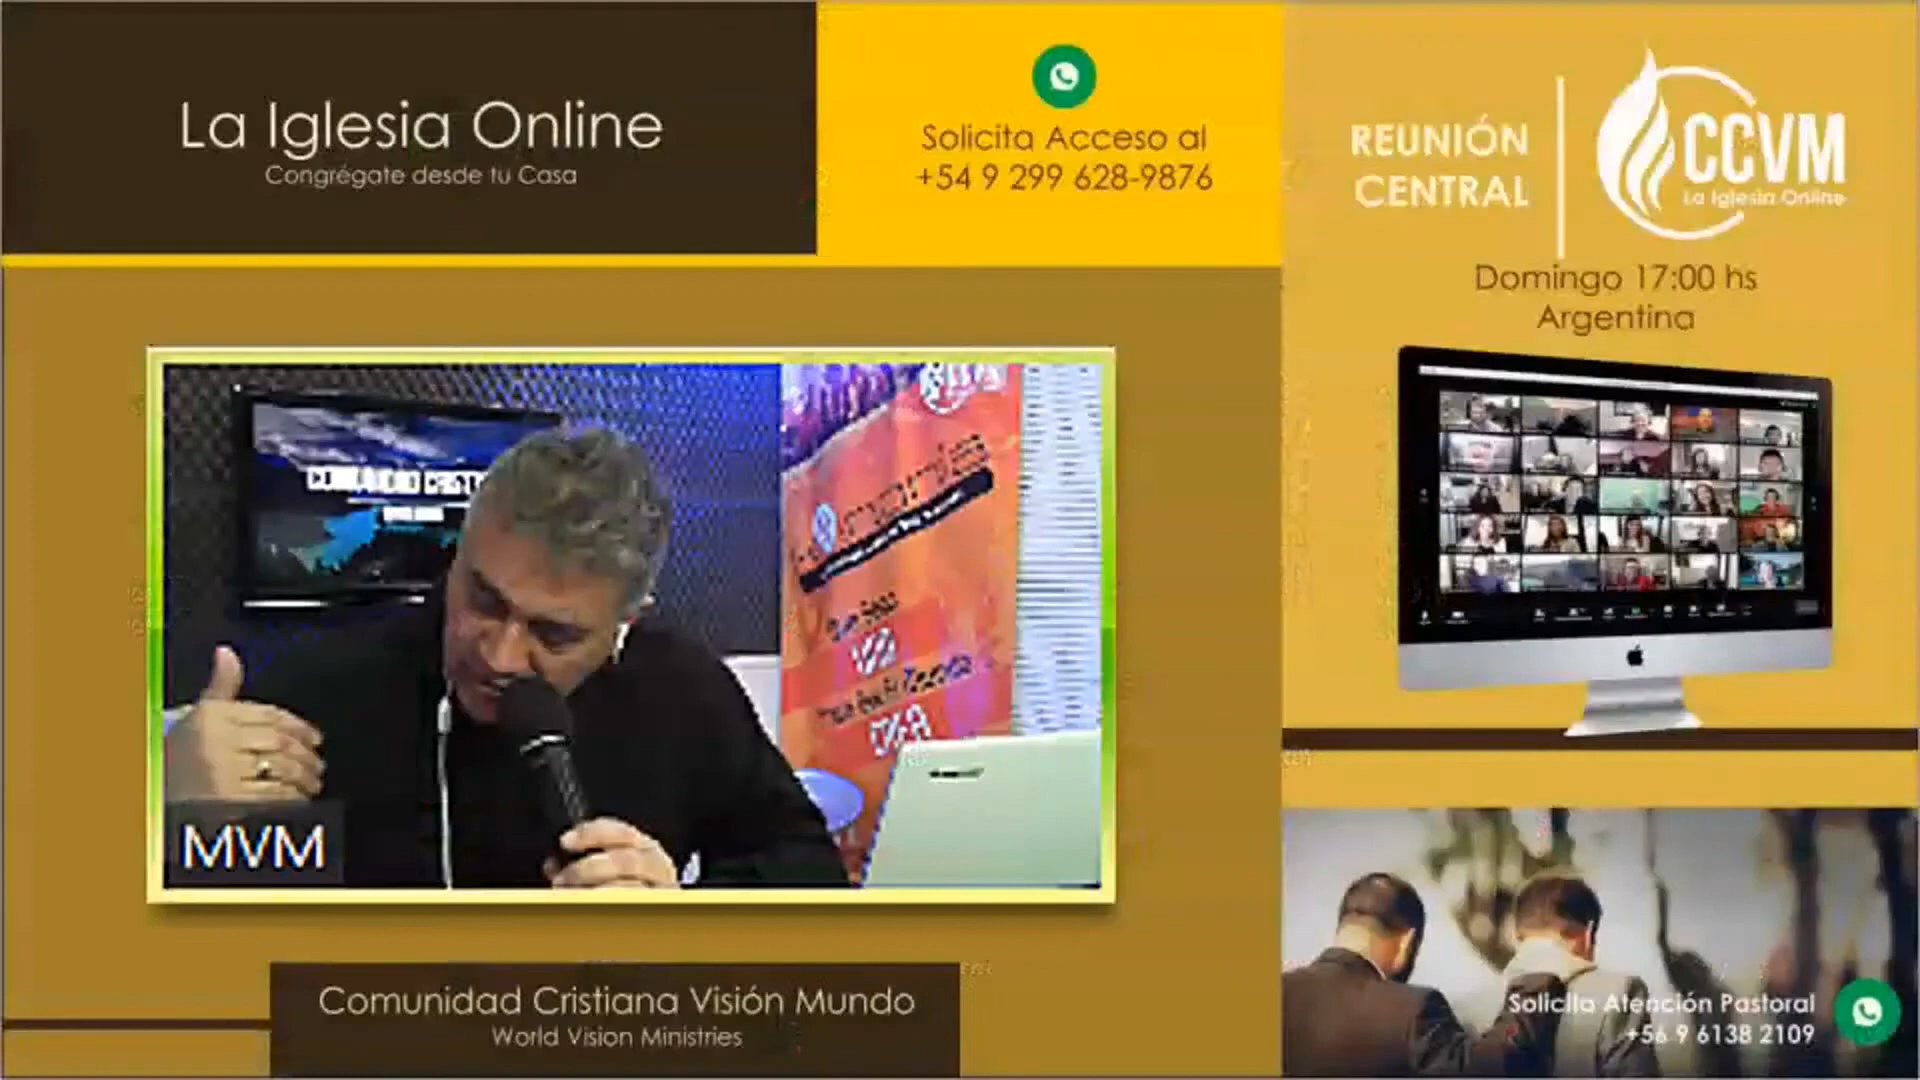 La Iglesia Online
Congrégate desde tu Casa
Solicita Acceso al
+54 9 299 628-9876
REUNIÓN
CENTRAL
CCVM
La Iglesia Online
Domingo 17:00 hs
Argentina
MVM
Comunidad Cristiana Visión Mundo
World Vision Ministries
Solicita Atención Pastoral
+56 9 6138 2109